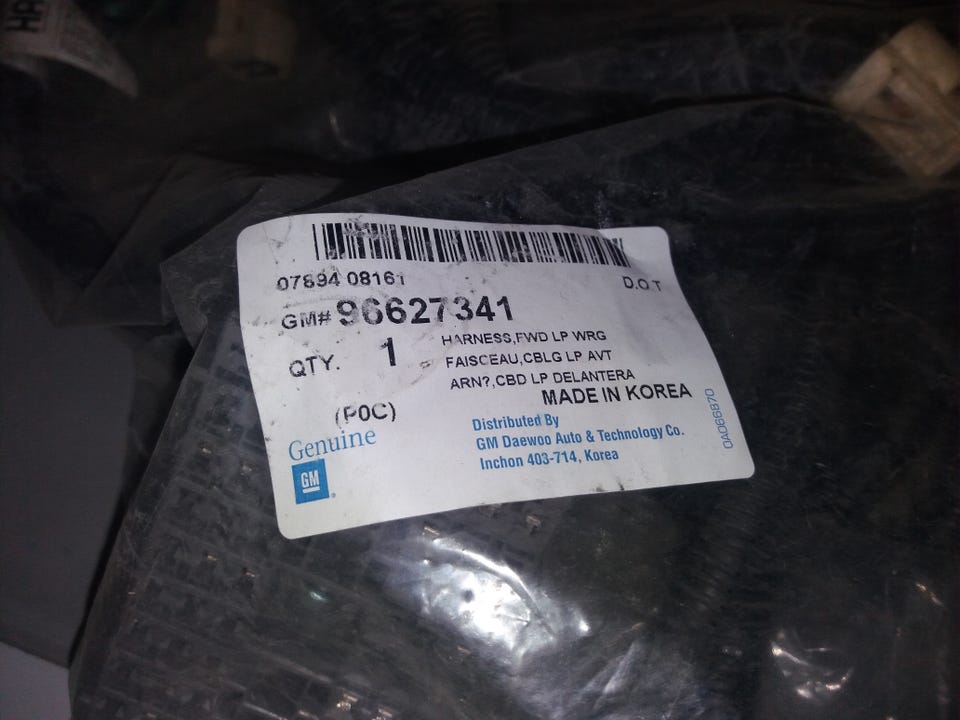 07894 08161
D.O.T
GM# 96627341
QTY. 1
HARNESS,FWD LP WRG
FAISCEAU,CBLG LP AVT
ARN?,CBD LP DELANTERA
MADE IN KOREA
(P0C)
Genuine
GM
Distributed By
GM Daewoo Auto & Technology Co.
Inchon 403-714, Korea
0A066870